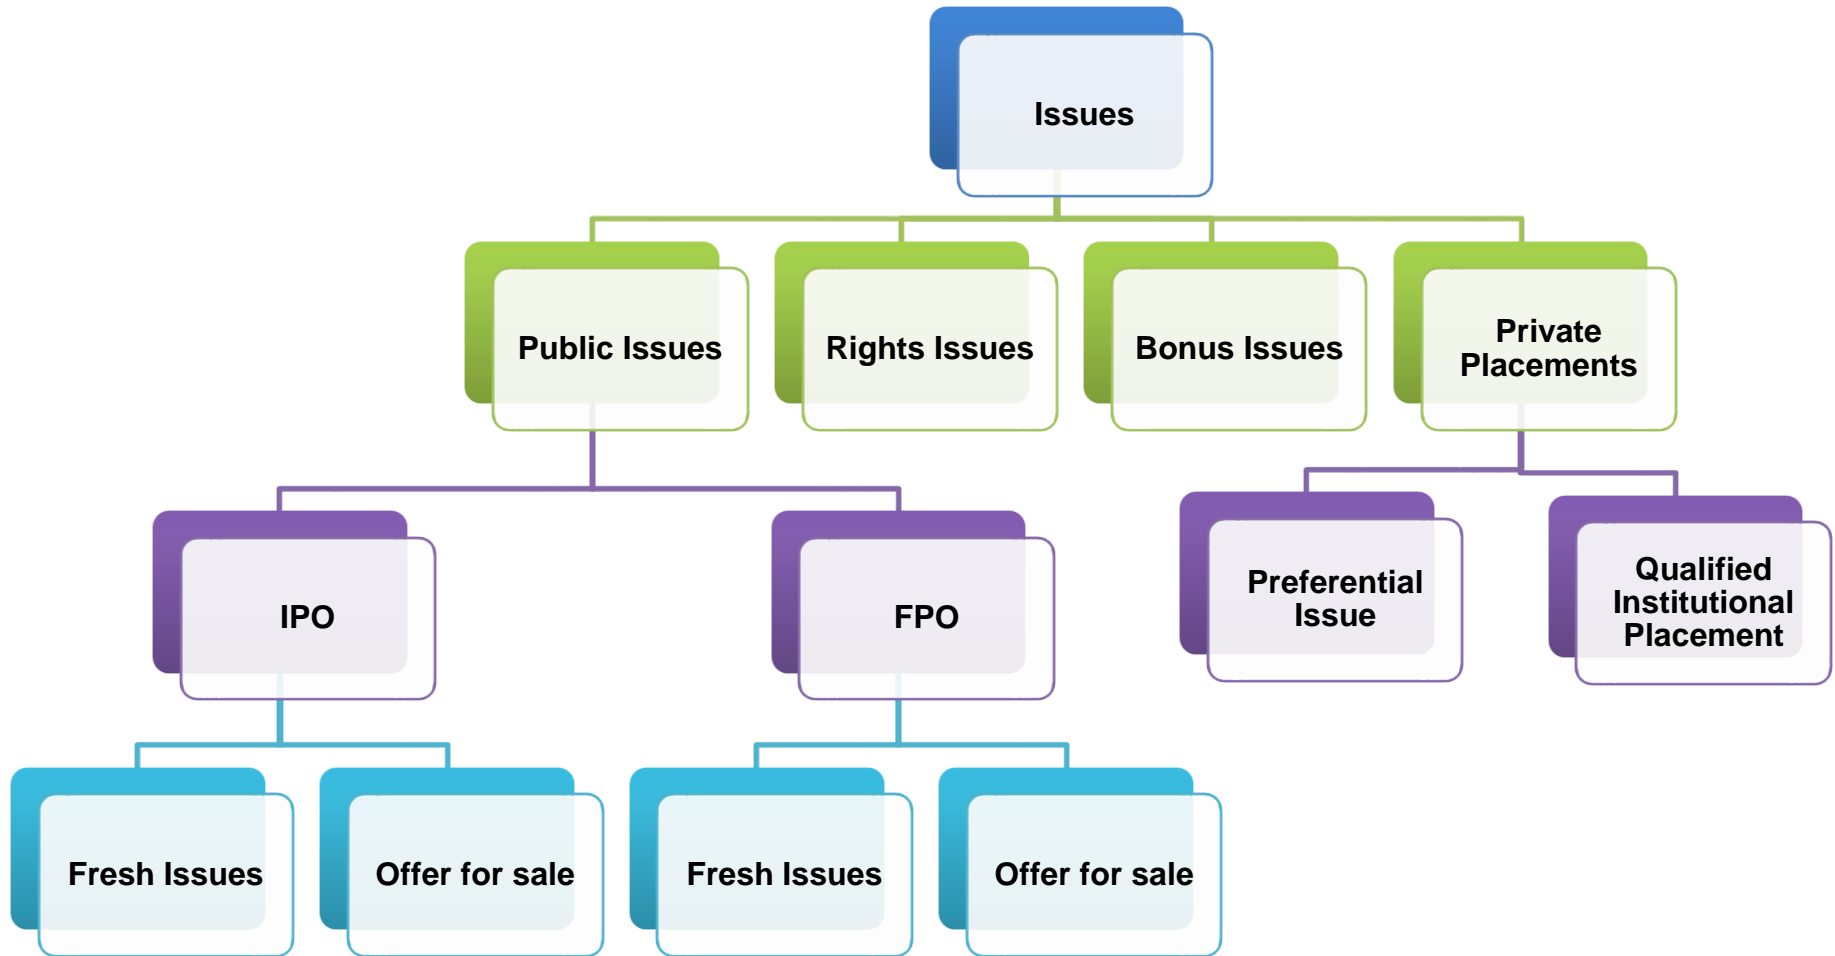 Issues
Public Issues
Rights Issues
Bonus Issues
Private
Placements
IPO
FPO
Preferential
Issue
Qualified
Institutional
Placement
Fresh Issues
Offer for sale
Fresh Issues
Offer for sale